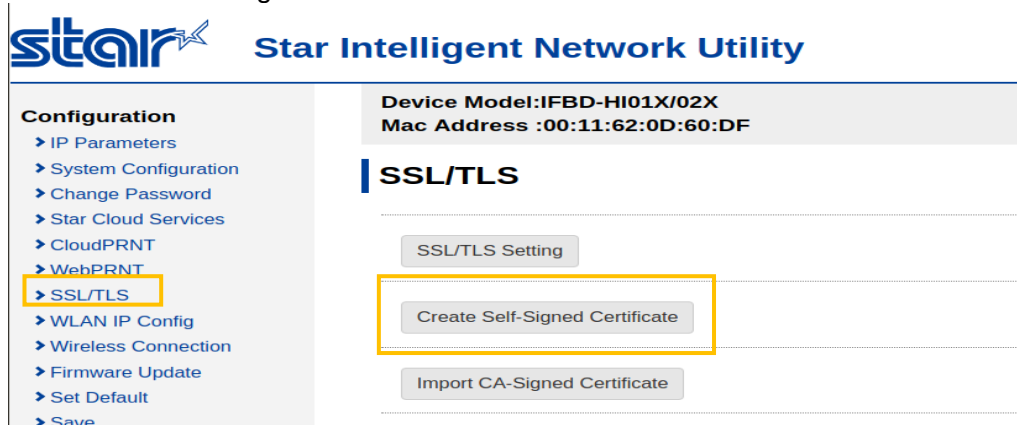 star
Star Intelligent Network Utility
Configuration
IP Parameters
System Configuration
Change Password
Star Cloud Services
CloudPRNT
WebPRNT
SSL/TLS
WLAN IP Config
Wireless Connection
Firmware Update
Set Default
Save
Device Model:IFBD-HI01X/02X
Mac Address :00:11:62:0D:60:DF
SSL/TLS
SSL/TLS Setting
Create Self-Signed Certificate
Import CA-Signed Certificate